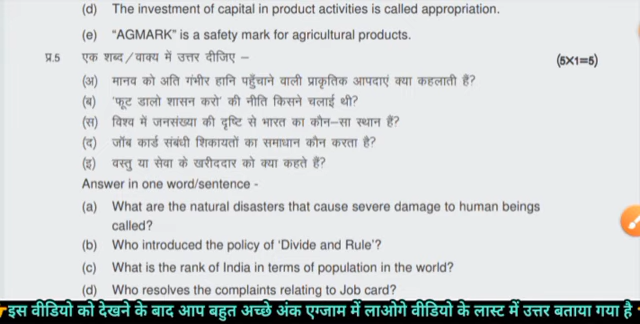 (d) The investment of capital in product activities is called appropriation.
(e) "AGMARK" is a safety mark for agricultural products.
प्र.5 एक शब्द/वाक्य में उत्तर दीजिए – (5X1=5)
(अ) मानव को अति गंभीर हानि पहुँचाने वाली प्राकृतिक आपदाएं क्या कहलाती हैं?
(ब) 'फूट डालो शासन करो' की नीति किसने चलाई थी?
(स) विश्व में जनसंख्या की दृष्टि से भारत का कौन–सा स्थान हैं?
(द) जॉब कार्ड संबंधी शिकायतों का समाधान कौन करता है?
(इ) वस्तु या सेवा के खरीददार को क्या कहते हैं?
Answer in one word/sentence -
(a) What are the natural disasters that cause severe damage to human beings
called?
(b) Who introduced the policy of 'Divide and Rule'?
(c) What is the rank of India in terms of population in the world?
(d) Who resolves the complaints relating to Job card?
इस वीडियो को देखने के बाद आप बहुत अच्छे अंक एग्जाम में लाओगे वीडियो के लास्ट में उत्तर बताया गया है